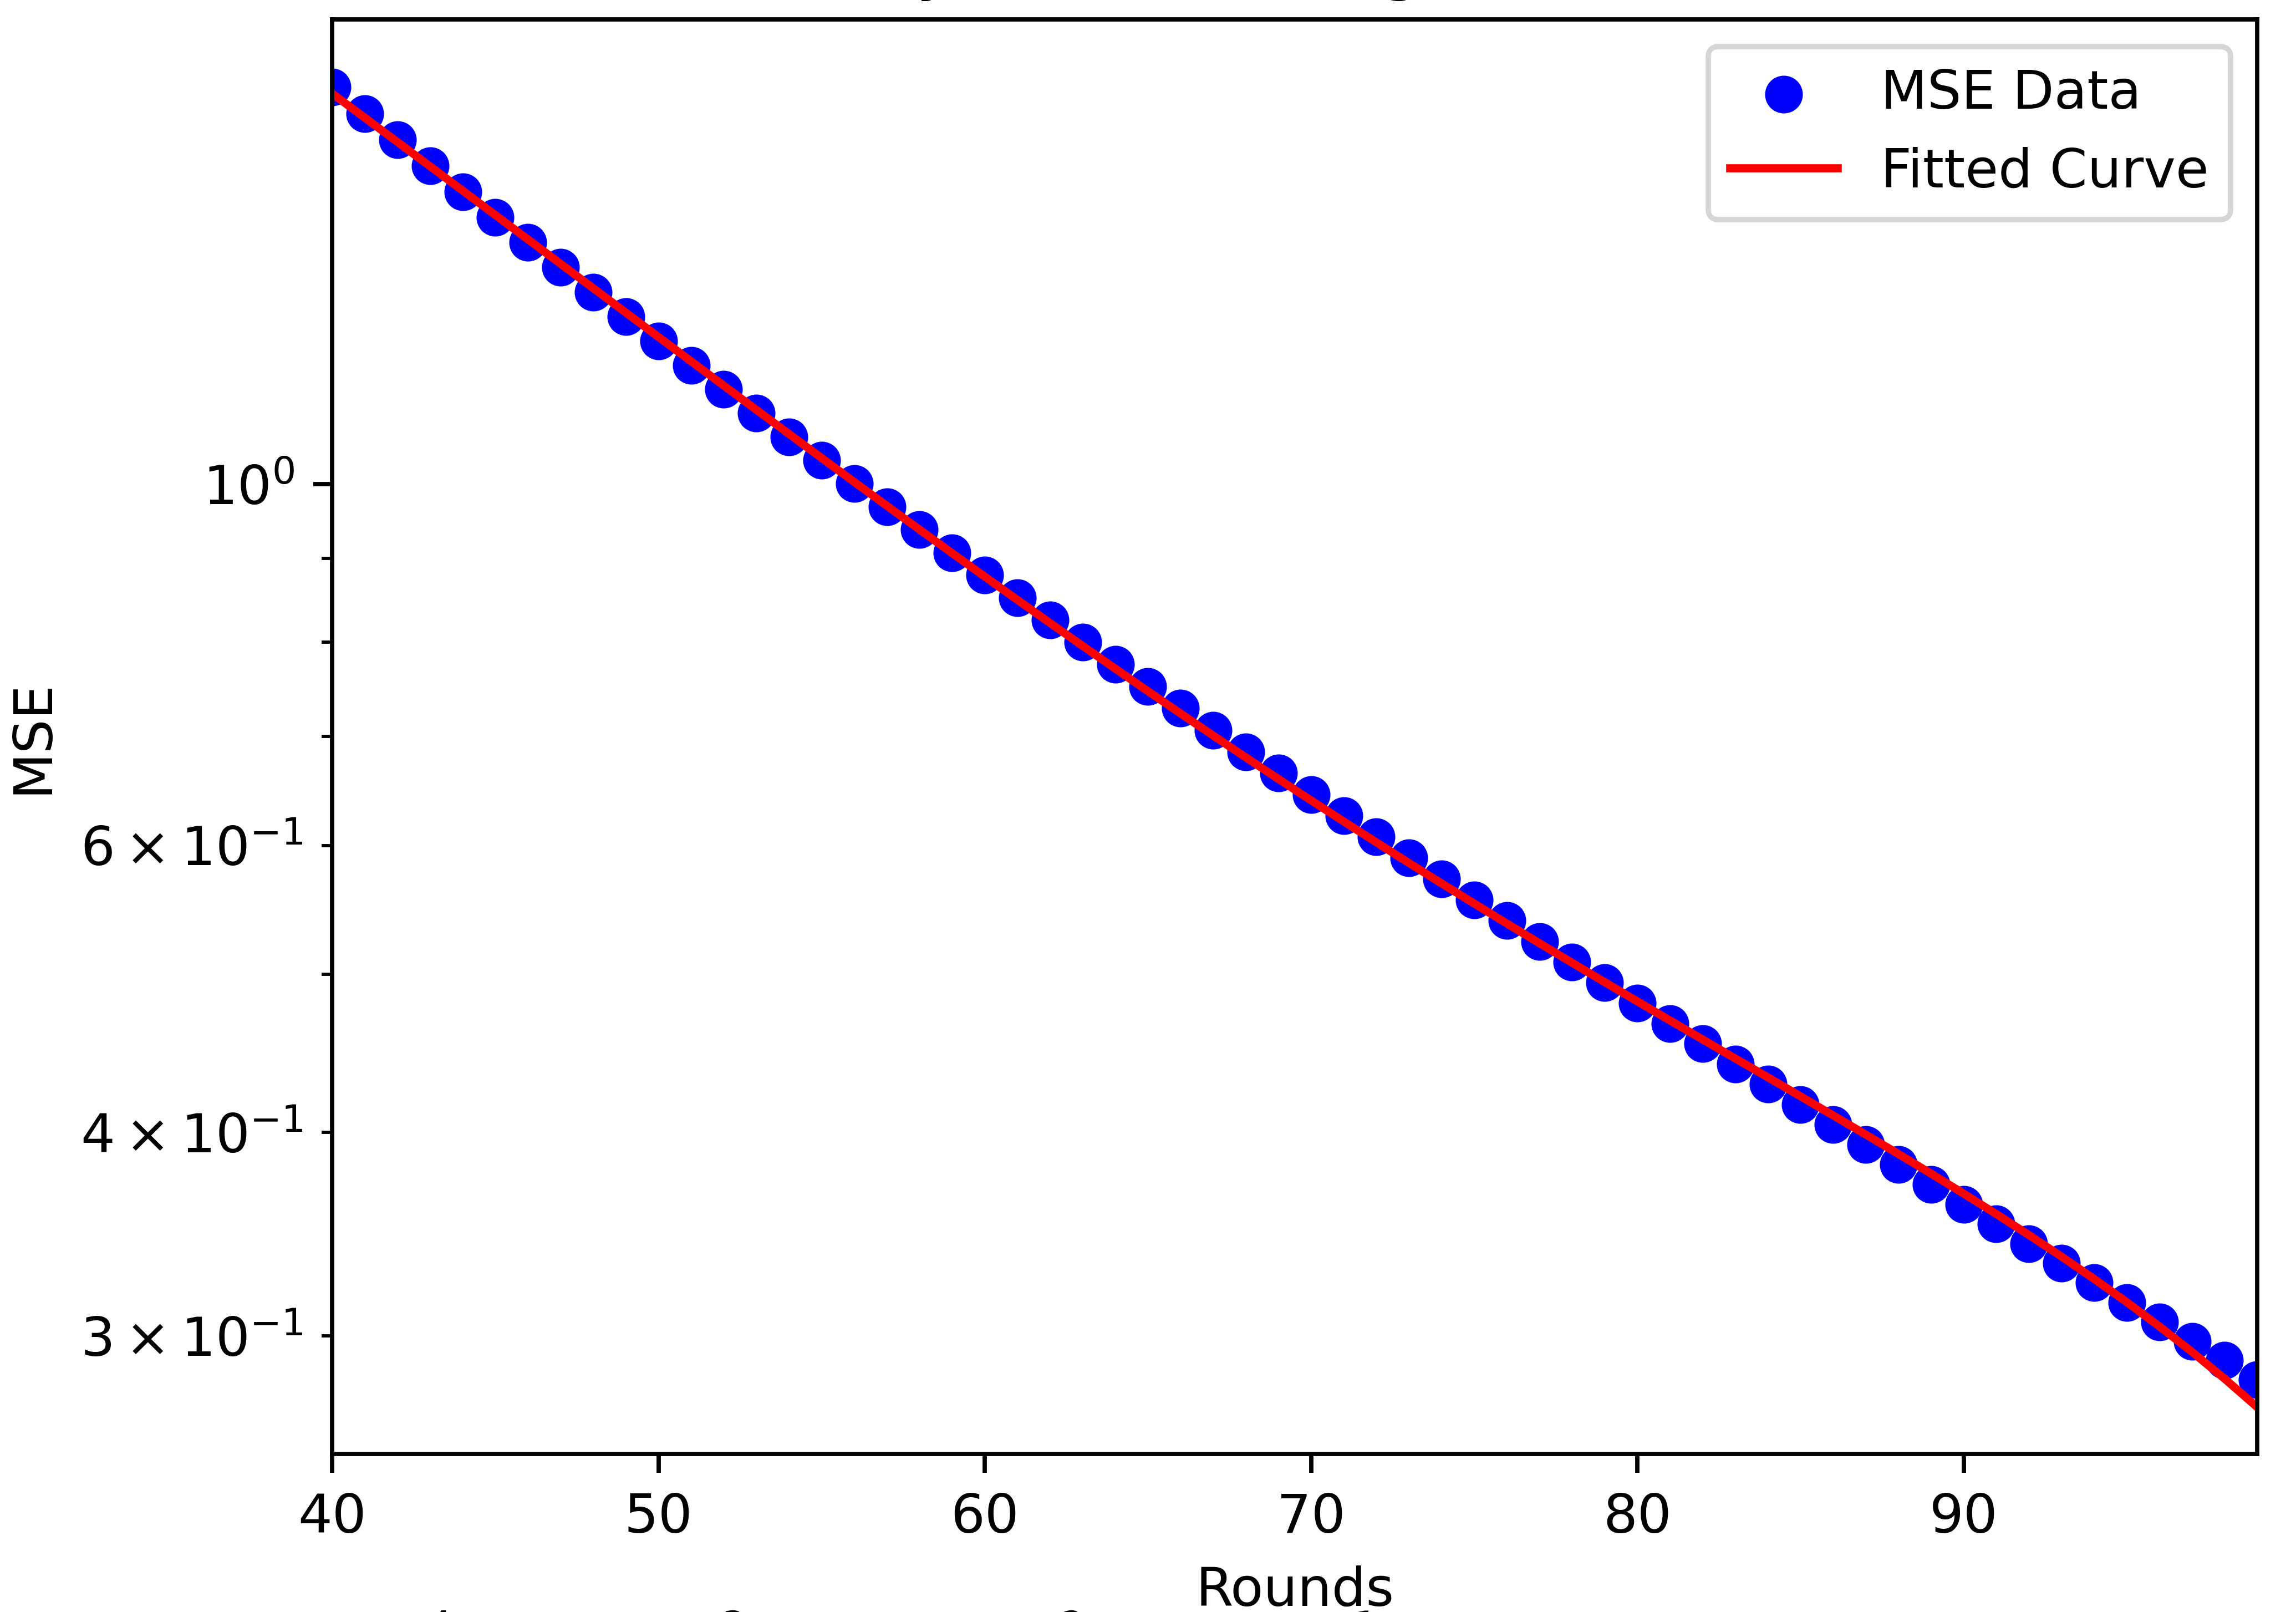 MSE Data
Fitted Curve
10⁰
6 × 10⁻¹
4 × 10⁻¹
3 × 10⁻¹
MSE
40 50 60 70 80 90
Rounds